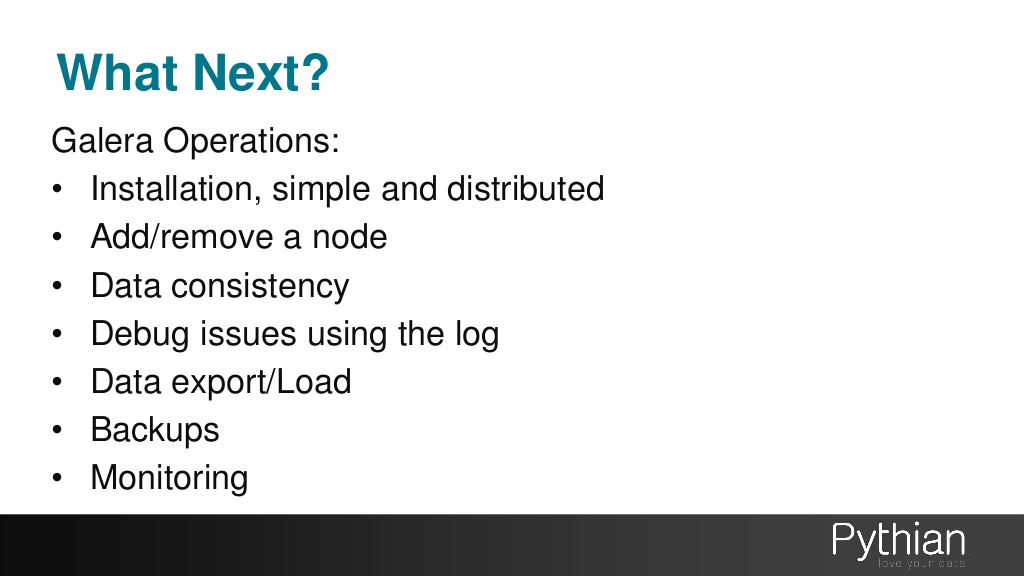 What Next?
Galera Operations:
• Installation, simple and distributed
• Add/remove a node
• Data consistency
• Debug issues using the log
• Data export/Load
• Backups
• Monitoring
Pythian
love your data